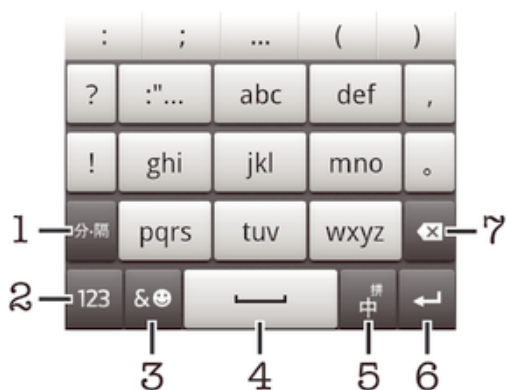 : ; ... ( )
? :"... abc def ,
! ghi jkl mno 。
1 分·隔 pqrs tuv wxyz 7
2 123 &☻ 中 拼
3 4 5 6